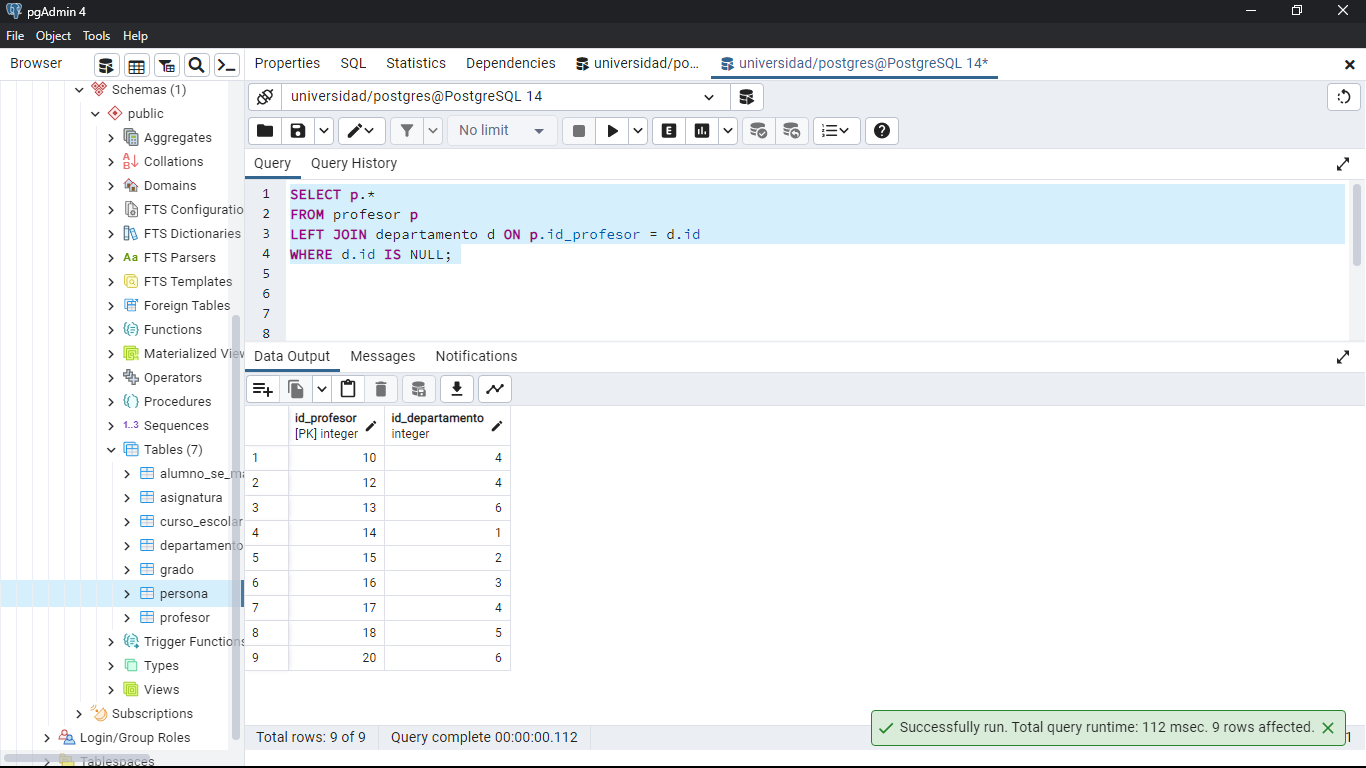 pgAdmin 4
File Object Tools Help
Browser
Properties SQL Statistics Dependencies universidad/po... universidad/postgres@PostgreSQL 14*
Schemas (1)
public
Aggregates
Collations
Domains
FTS Configuratio
FTS Dictionaries
FTS Parsers
FTS Templates
Foreign Tables
Functions
Materialized View
Operators
Procedures
1..3 Sequences
Tables (7)
alumno_se_ma
asignatura
curso_escolar
departamento
grado
persona
profesor
Trigger Functions
Types
Views
Subscriptions
Login/Group Roles
Tablespaces
universidad/postgres@PostgreSQL 14
No limit
Query Query History
1 SELECT p.*
2 FROM profesor p
3 LEFT JOIN departamento d ON p.id_profesor = d.id
4 WHERE d.id IS NULL;
5
6
7
8
Data Output Messages Notifications
id_profesor id_departamento
[PK] integer integer
1 10 4
2 12 4
3 13 6
4 14 1
5 15 2
6 16 3
7 17 4
8 18 5
9 20 6
Successfully run. Total query runtime: 112 msec. 9 rows affected.
Total rows: 9 of 9 Query complete 00:00:00.112